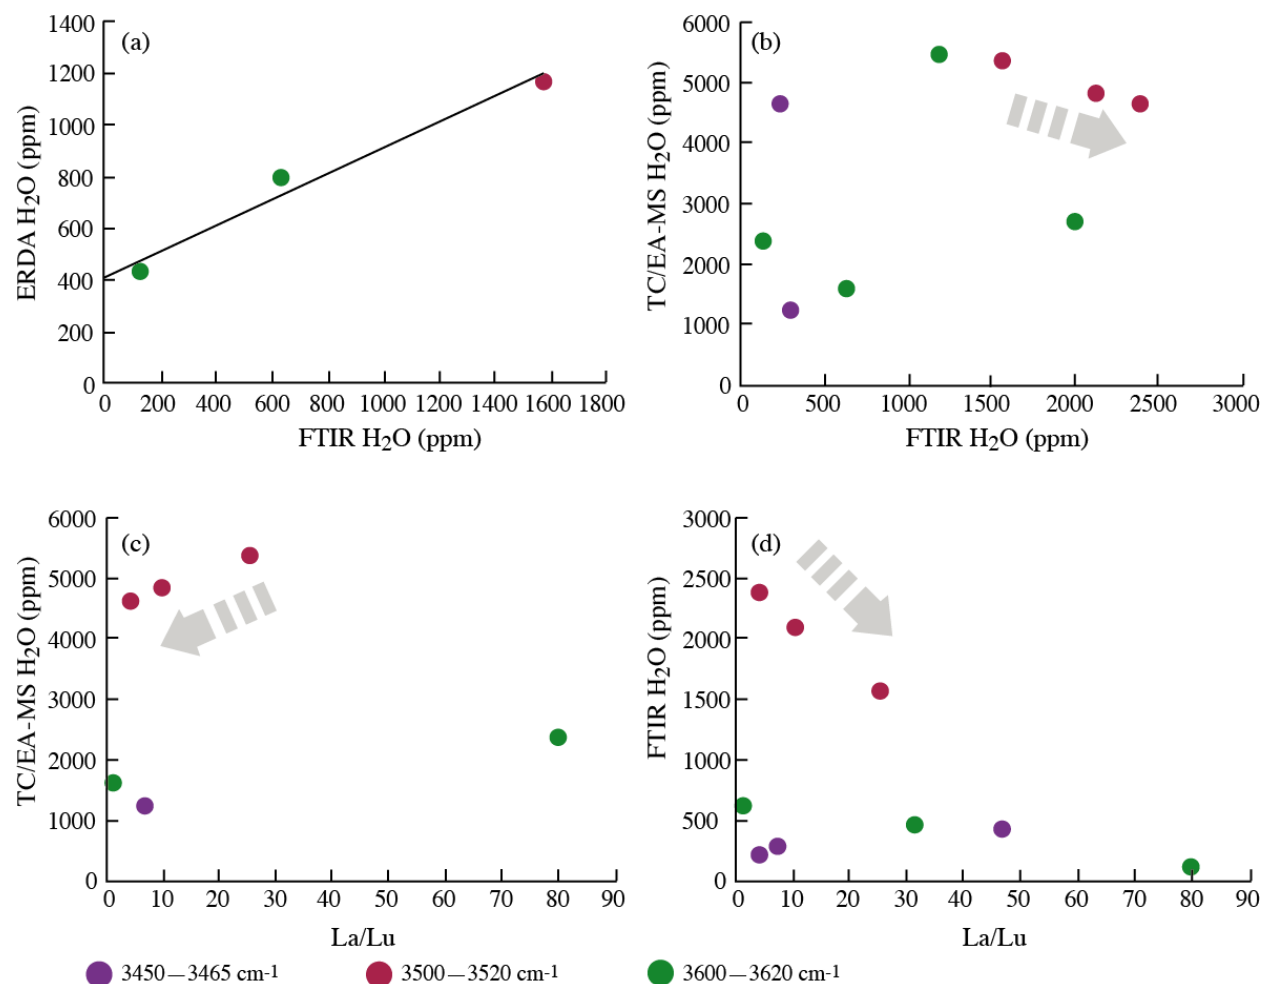 (a)
1400
1200
1000
800
600
400
200
0
ERDA H2O (ppm)
0 200 400 600 800 1000 1200 1400 1600 1800
FTIR H2O (ppm)
(b)
6000
5000
4000
3000
2000
1000
0
TC/EA-MS H2O (ppm)
0 500 1000 1500 2000 2500 3000
FTIR H2O (ppm)
(c)
6000
5000
4000
3000
2000
1000
0
TC/EA-MS H2O (ppm)
0 10 20 30 40 50 60 70 80 90
La/Lu
(d)
3000
2500
2000
1500
1000
500
0
FTIR H2O (ppm)
0 10 20 30 40 50 60 70 80 90
La/Lu
3450—3465 cm-1
3500—3520 cm-1
3600—3620 cm-1